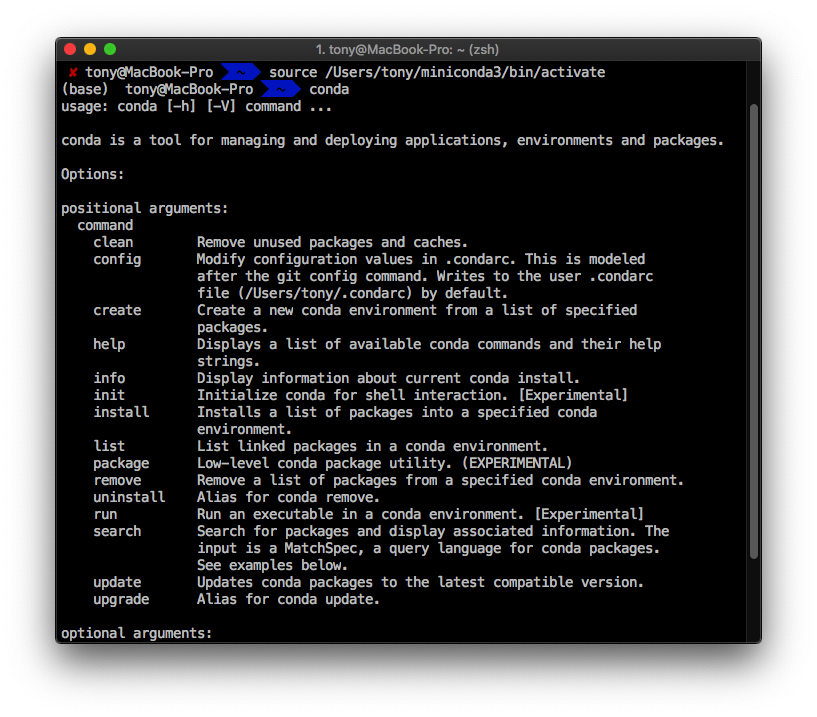 1. tony@MacBook-Pro: ~ (zsh)
✘ tony@MacBook-Pro ~ source /Users/tony/miniconda3/bin/activate
(base) tony@MacBook-Pro ~ conda
usage: conda [-h] [-V] command ...
conda is a tool for managing and deploying applications, environments and packages.
Options:
positional arguments:
command
clean Remove unused packages and caches.
config Modify configuration values in .condarc. This is modeled
after the git config command. Writes to the user .condarc
file (/Users/tony/.condarc) by default.
create Create a new conda environment from a list of specified
packages.
help Displays a list of available conda commands and their help
strings.
info Display information about current conda install.
init Initialize conda for shell interaction. [Experimental]
install Installs a list of packages into a specified conda
environment.
list List linked packages in a conda environment.
package Low-level conda package utility. (EXPERIMENTAL)
remove Remove a list of packages from a specified conda environment.
uninstall Alias for conda remove.
run Run an executable in a conda environment. [Experimental]
search Search for packages and display associated information. The
input is a MatchSpec, a query language for conda packages.
See examples below.
update Updates conda packages to the latest compatible version.
upgrade Alias for conda update.
optional arguments: